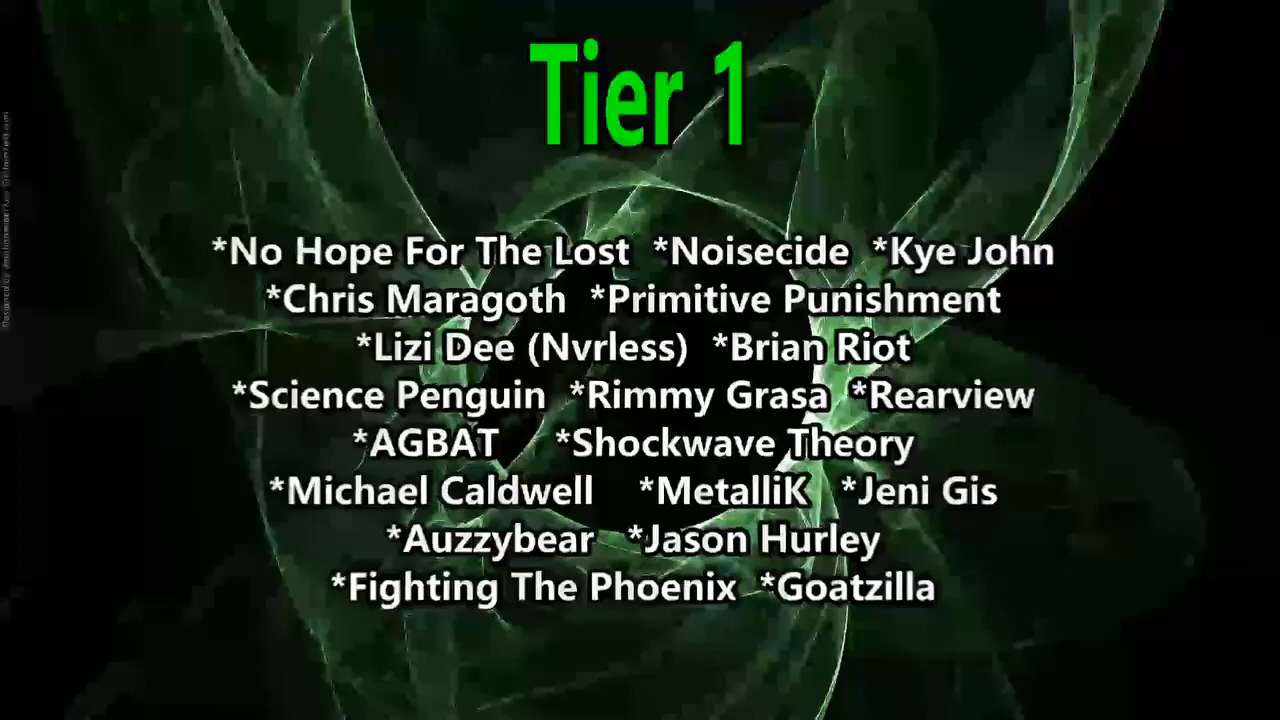 Tier 1
*No Hope For The Lost *Noisecide *Kye John
*Chris Maragoth *Primitive Punishment
*Lizi Dee (Nvrless) *Brian Riot
*Science Penguin *Rimmy Grasa *Rearview
*AGBAT *Shockwave Theory
*Michael Caldwell *MetalliK *Jeni Gis
*Auzzybear *Jason Hurley
*Fighting The Phoenix *Goatzilla